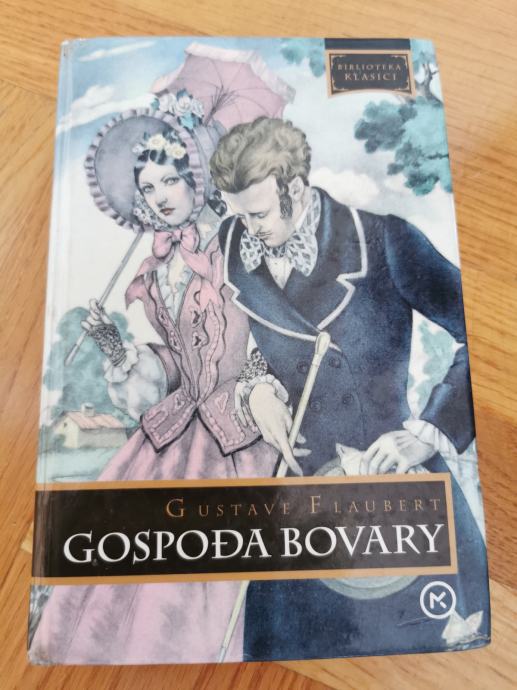 BIBLIOTEKA
KLASICI
GUSTAVE FLAUBERT
GOSPOĐA BOVARY